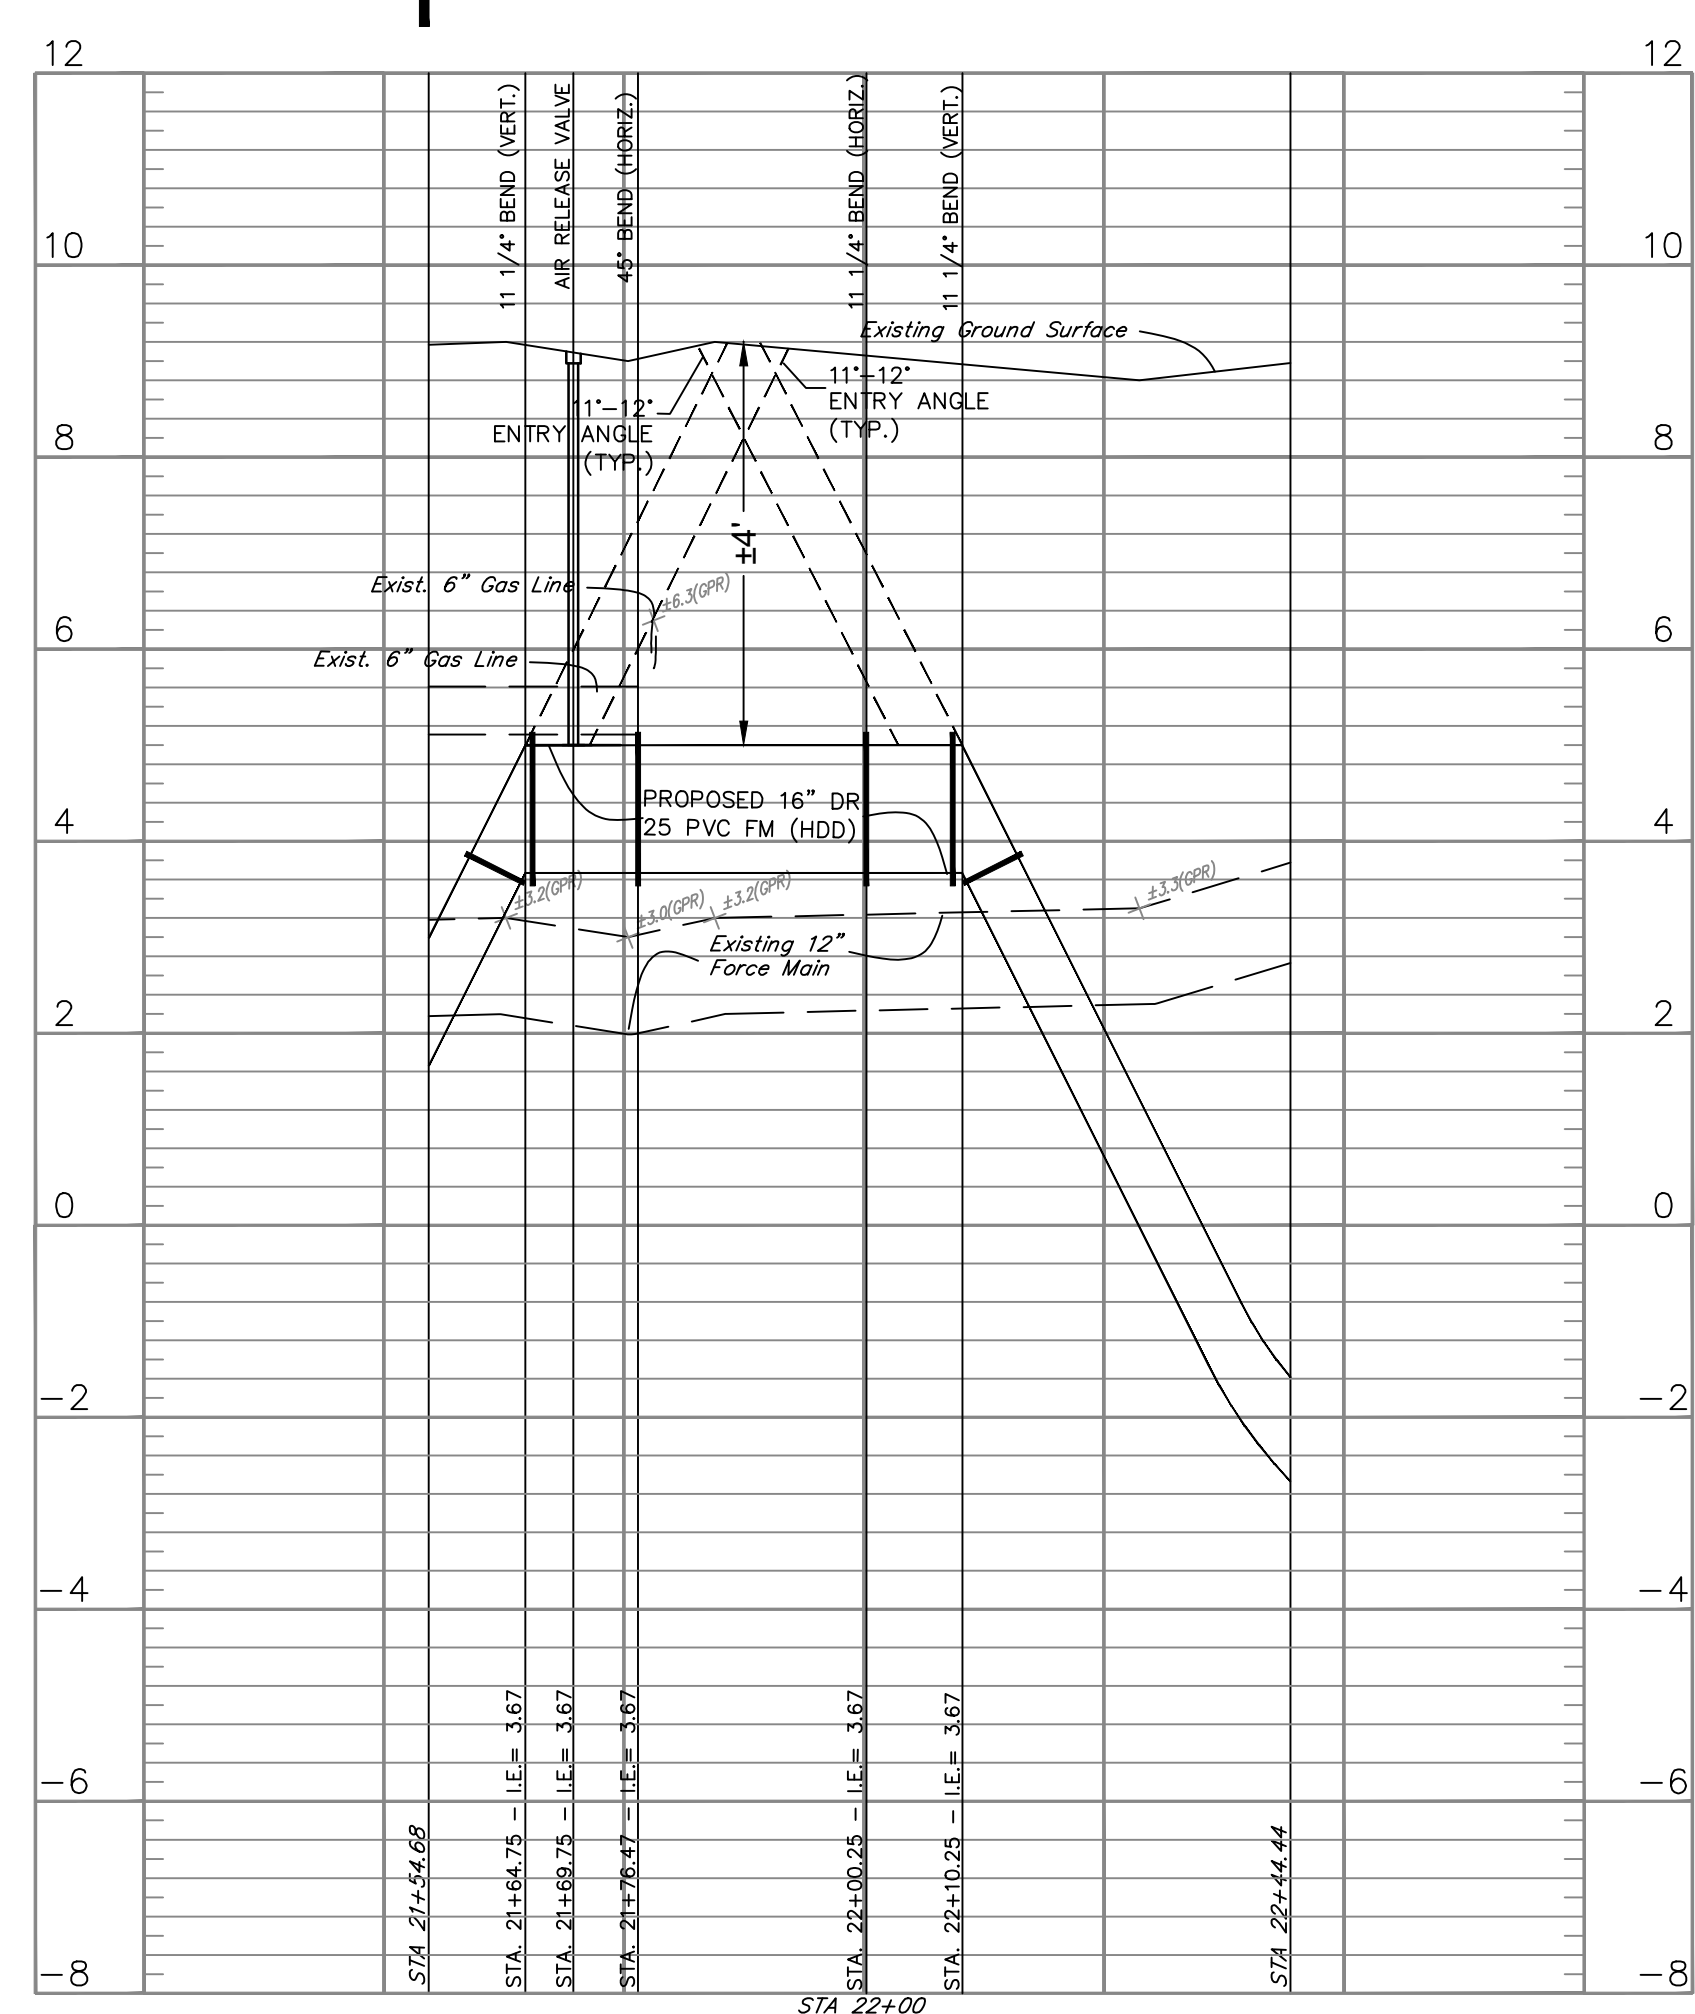 12
12
11 1/4° BEND (VERT.)
AIR RELEASE VALVE
45° BEND (HORIZ.)
11 1/4° BEND (HORIZ.)
11 1/4° BEND (VERT.)
10
10
Existing Ground Surface
11°-12°
ENTRY ANGLE
(TYP.)
11°-12°
ENTRY ANGLE
(TYP.)
8
8
±4'
Exist. 6" Gas Line
±6.3(GPR)
6
6
Exist. 6" Gas Line
PROPOSED 16" DR
25 PVC FM (HDD)
4
4
±3.2(GPR)
±3.0(GPR)
±3.2(GPR)
±3.3(GPR)
Existing 12"
Force Main
2
2
0
0
-2
-2
-4
-4
-6
-6
STA 21+54.68
STA. 21+64.75 - I.E.= 3.67
STA. 21+69.75 - I.E.= 3.67
STA. 21+76.47 - I.E.= 3.67
STA. 22+00.25 - I.E.= 3.67
STA. 22+10.25 - I.E.= 3.67
STA 22+44.44
-8
-8
STA 22+00